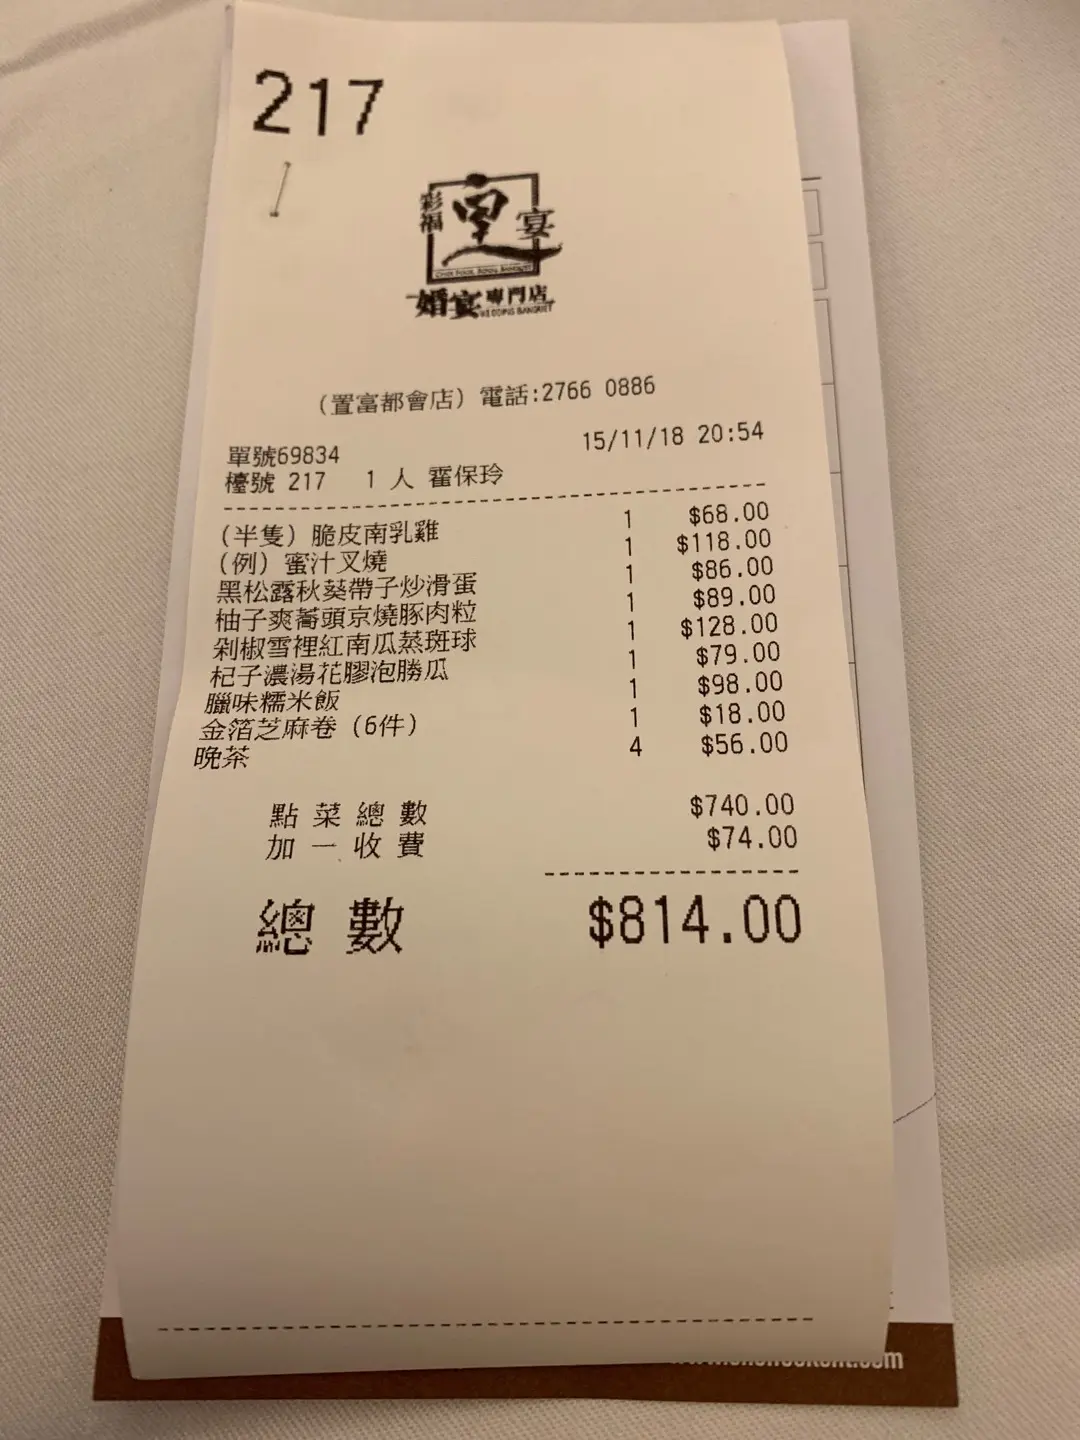 217
彩福 皇 宴
婚宴專門店
WEDDING BANQUET
(置富都會店) 電話:2766 0886
單號69834 15/11/18 20:54
檯號 217 1 人 霍保玲
(半隻) 脆皮南乳雞 1 $68.00
(例) 蜜汁叉燒 1 $118.00
黑松露秋葵帶子炒滑蛋 1 $86.00
柚子爽蕎頭京燒豚肉粒 1 $89.00
剁椒雪裡紅南瓜蒸斑球 1 $128.00
杞子濃湯花膠泡勝瓜 1 $79.00
臘味糯米飯 1 $98.00
金箔芝麻卷 (6件) 1 $18.00
晚茶 4 $56.00
點菜總數 $740.00
加一收費 $74.00
總數 $814.00